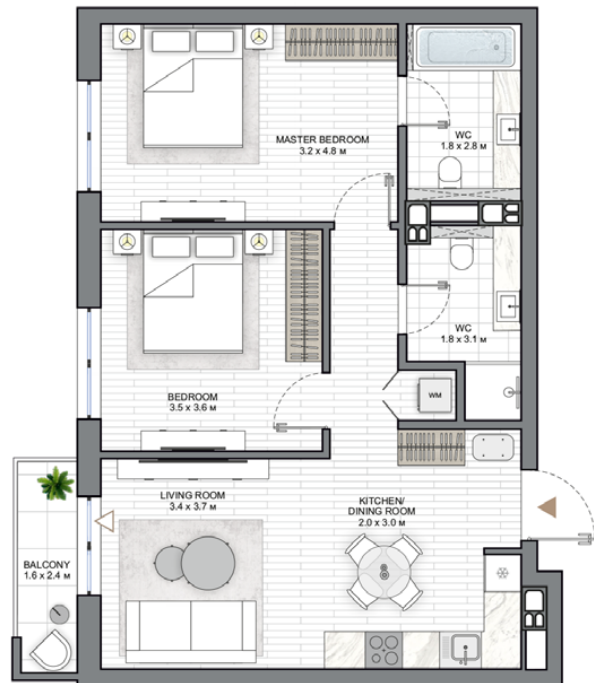 MASTER BEDROOM
3.2 x 4.8 м
WC
1.8 x 2.8 м
WC
1.8 x 3.1 м
BEDROOM
3.5 x 3.6 м
WM
LIVING ROOM
3.4 x 3.7 м
KITCHEN/
DINING ROOM
2.0 x 3.0 м
BALCONY
1.6 x 2.4 м